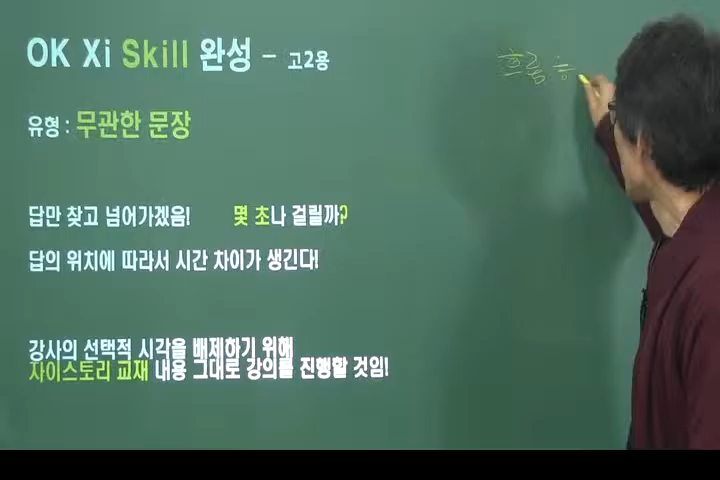 OK Xi Skill 완성 - 고2용
흐름
유형 : 무관한 문장
답만 찾고 넘어가겠음! 몇 초나 걸릴까?
답의 위치에 따라서 시간 차이가 생긴다!
강사의 선택적 시각을 배제하기 위해
자이스토리 교재 내용 그대로 강의를 진행할 것임!